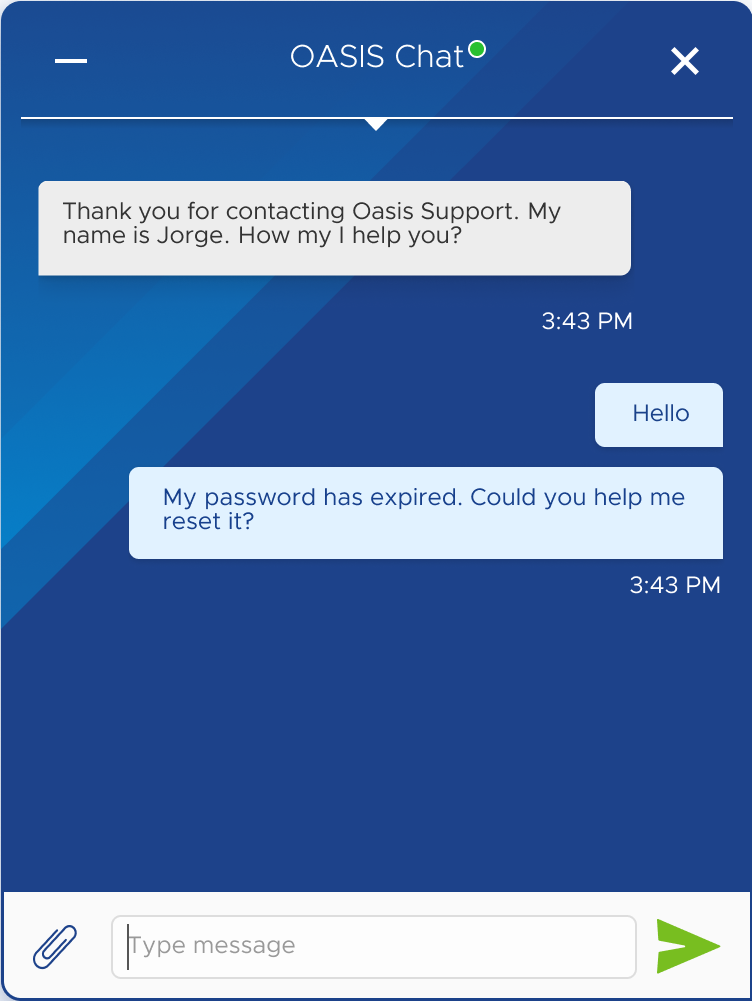 OASIS Chat
Thank you for contacting Oasis Support. My
name is Jorge. How my I help you?
3:43 PM
Hello
My password has expired. Could you help me
reset it?
3:43 PM
Type message